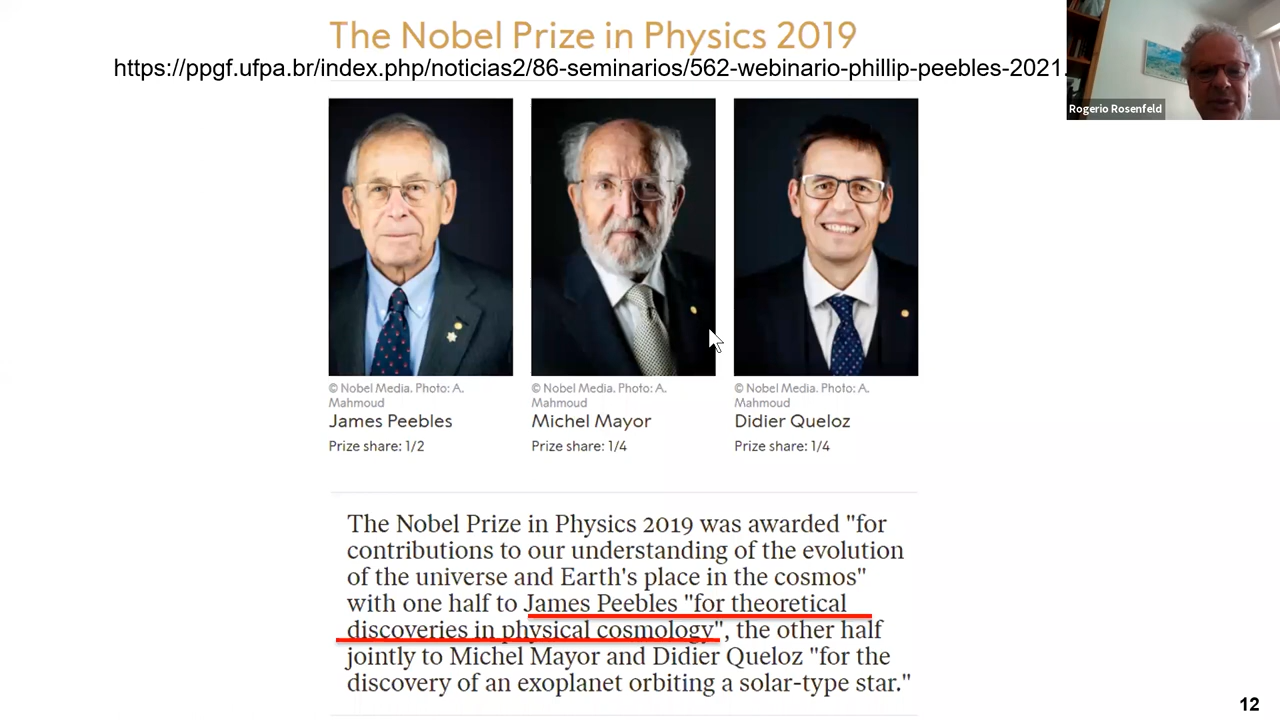 The Nobel Prize in Physics 2019
https://ppgf.ufpa.br/index.php/noticias2/86-seminarios/562-webinario-phillip-peebles-2021
Rogerio Rosenfeld
© Nobel Media. Photo: A.
Mahmoud
James Peebles
Prize share: 1/2
© Nobel Media. Photo: A.
Mahmoud
Michel Mayor
Prize share: 1/4
© Nobel Media. Photo: A.
Mahmoud
Didier Queloz
Prize share: 1/4
The Nobel Prize in Physics 2019 was awarded "for
contributions to our understanding of the evolution
of the universe and Earth's place in the cosmos"
with one half to James Peebles "for theoretical
discoveries in physical cosmology", the other half
jointly to Michel Mayor and Didier Queloz "for the
discovery of an exoplanet orbiting a solar-type star."
12